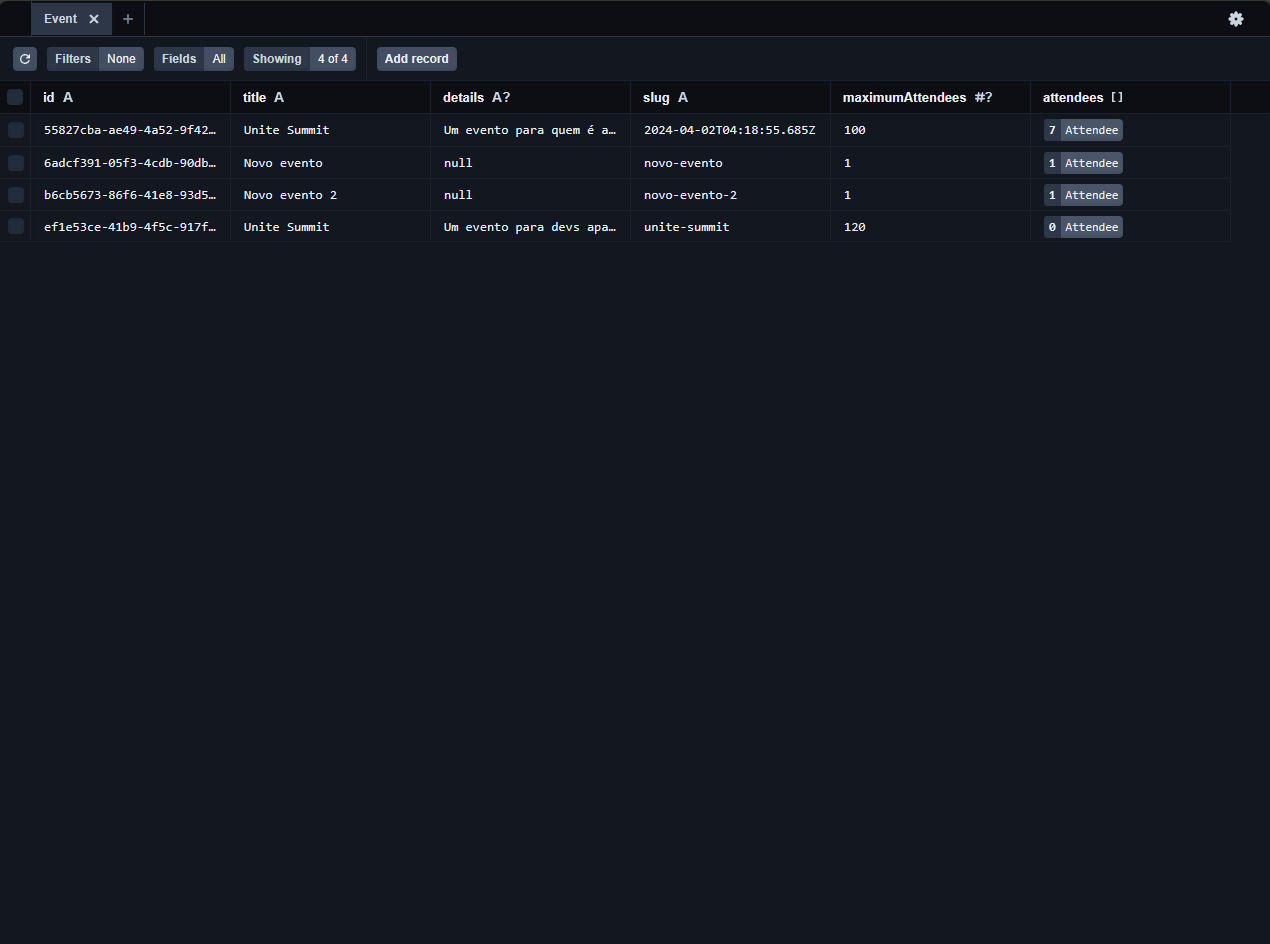 Event
Filters None Fields All Showing 4 of 4 Add record
id A title A details A? slug A maximumAttendees #? attendees []
55827cba-ae49-4a52-9f42… Unite Summit Um evento para quem é a… 2024-04-02T04:18:55.685Z 100 7 Attendee
6adcf391-05f3-4cdb-90db… Novo evento null novo-evento 1 1 Attendee
b6cb5673-86f6-41e8-93d5… Novo evento 2 null novo-evento-2 1 1 Attendee
ef1e53ce-41b9-4f5c-917f… Unite Summit Um evento para devs apa… unite-summit 120 0 Attendee